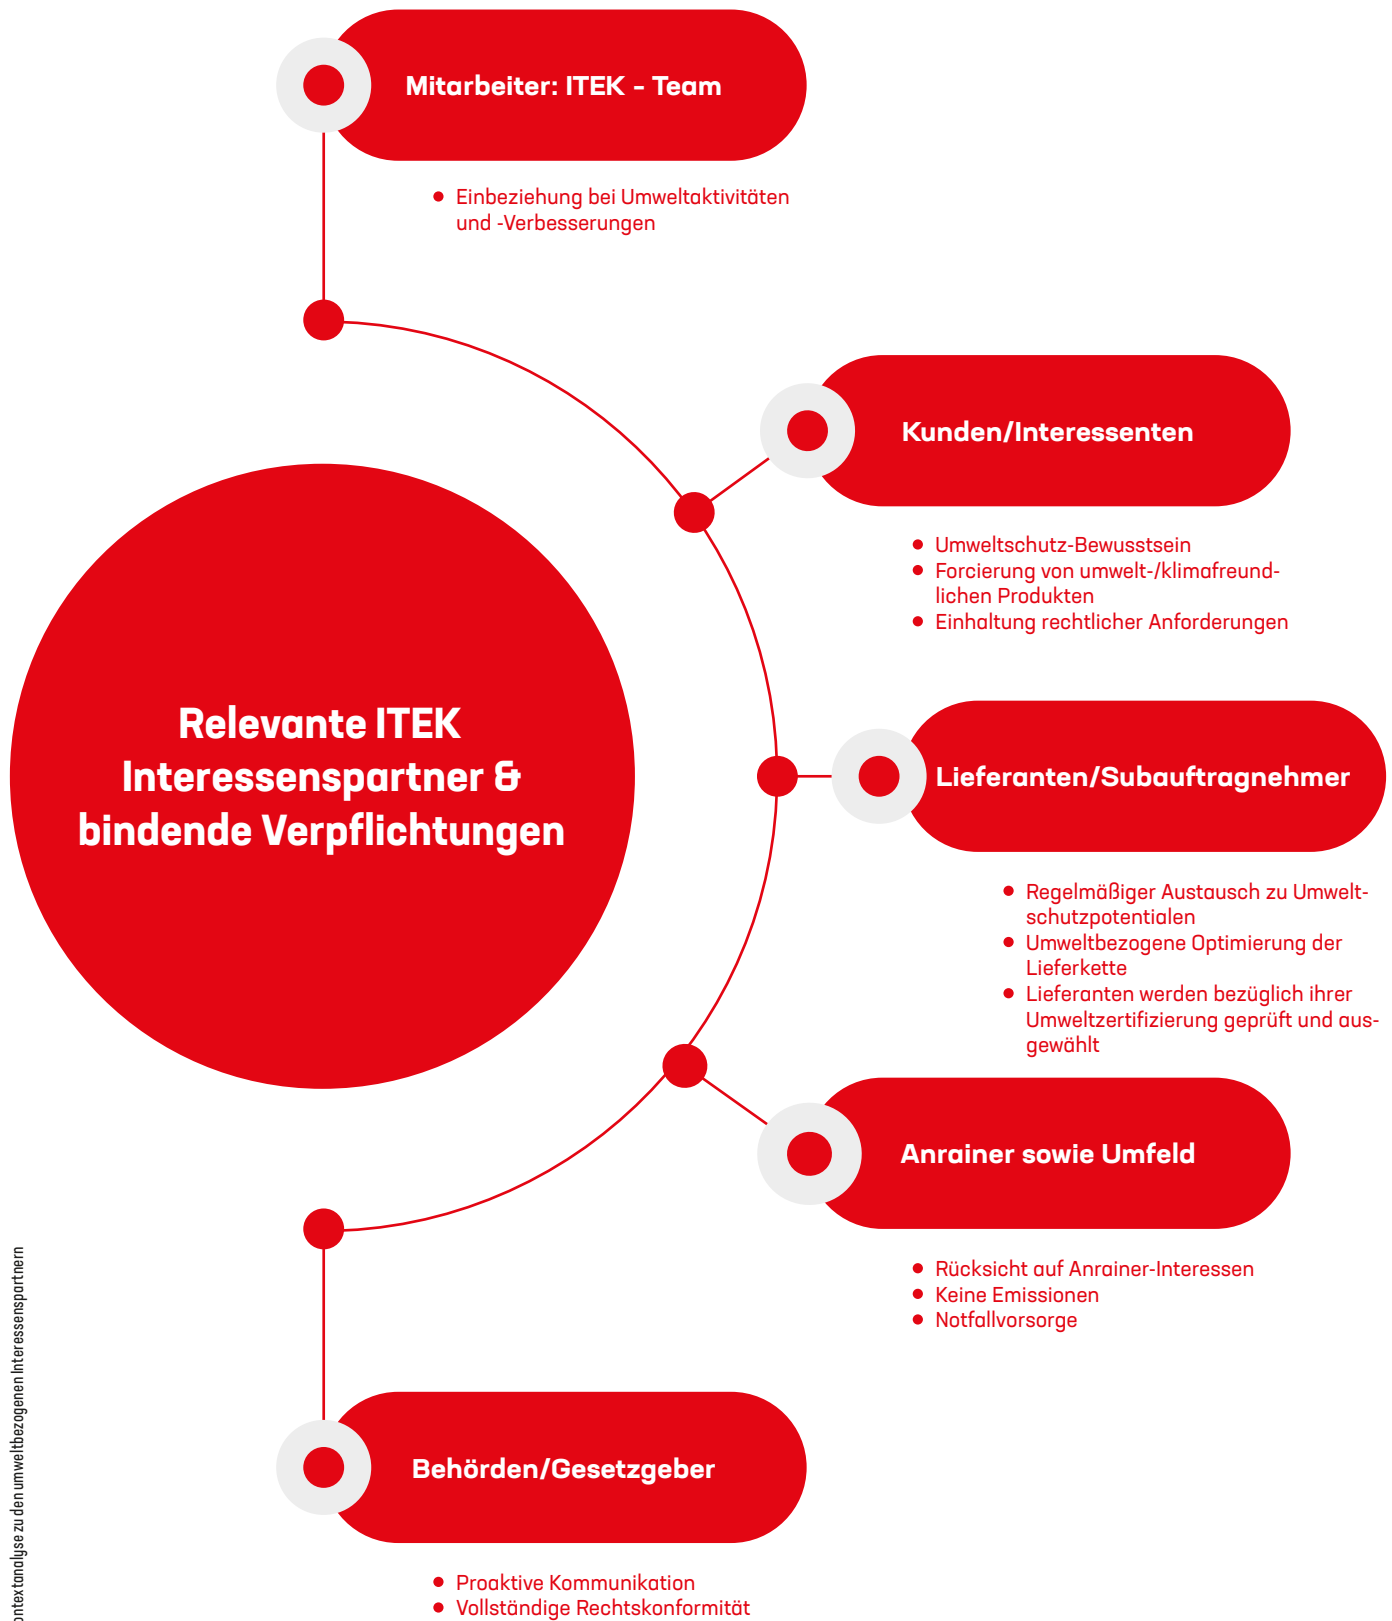 Mitarbeiter: ITEK - Team
• Einbeziehung bei Umweltaktivitäten
und -Verbesserungen
Kunden/Interessenten
• Umweltschutz-Bewusstsein
• Forcierung von umwelt-/klimafreund-
lichen Produkten
• Einhaltung rechtlicher Anforderungen
Relevante ITEK
Interessenspartner &
bindende Verpflichtungen
Lieferanten/Subauftragnehmer
• Regelmäßiger Austausch zu Umwelt-
schutzpotentialen
• Umweltbezogene Optimierung der
Lieferkette
• Lieferanten werden bezüglich ihrer
Umweltzertifizierung geprüft und aus-
gewählt
Anrainer sowie Umfeld
• Rücksicht auf Anrainer-Interessen
• Keine Emissionen
• Notfallvorsorge
Behörden/Gesetzgeber
• Proaktive Kommunikation
• Vollständige Rechtskonformität
zu den umweltbezogenen Interessenspartnern